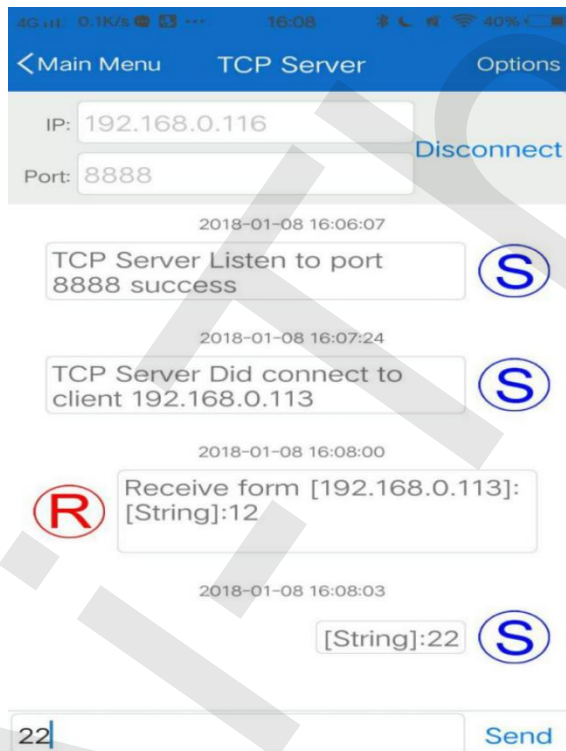 4G 0.1K/s ··· 16:08 40%
Main Menu TCP Server Options
IP: 192.168.0.116
Disconnect
Port: 8888
2018-01-08 16:06:07
TCP Server Listen to port
8888 success
S
2018-01-08 16:07:24
TCP Server Did connect to
client 192.168.0.113
S
2018-01-08 16:08:00
R
Receive form [192.168.0.113]:
[String]:12
2018-01-08 16:08:03
[String]:22
S
22 Send